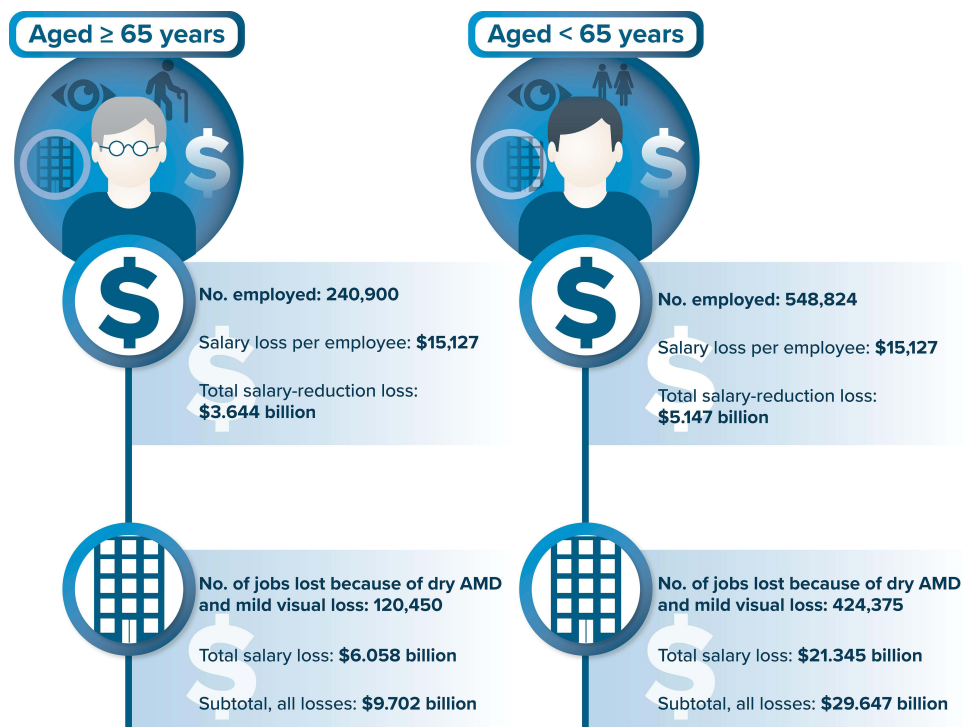 Aged ≥ 65 years
No. employed: 240,900
Salary loss per employee: $15,127
Total salary-reduction loss:
$3.644 billion
No. of jobs lost because of dry AMD
and mild visual loss: 120,450
Total salary loss: $6.058 billion
Subtotal, all losses: $9.702 billion
Aged < 65 years
No. employed: 548,824
Salary loss per employee: $15,127
Total salary-reduction loss:
$5.147 billion
No. of jobs lost because of dry AMD
and mild visual loss: 424,375
Total salary loss: $21.345 billion
Subtotal, all losses: $29.647 billion